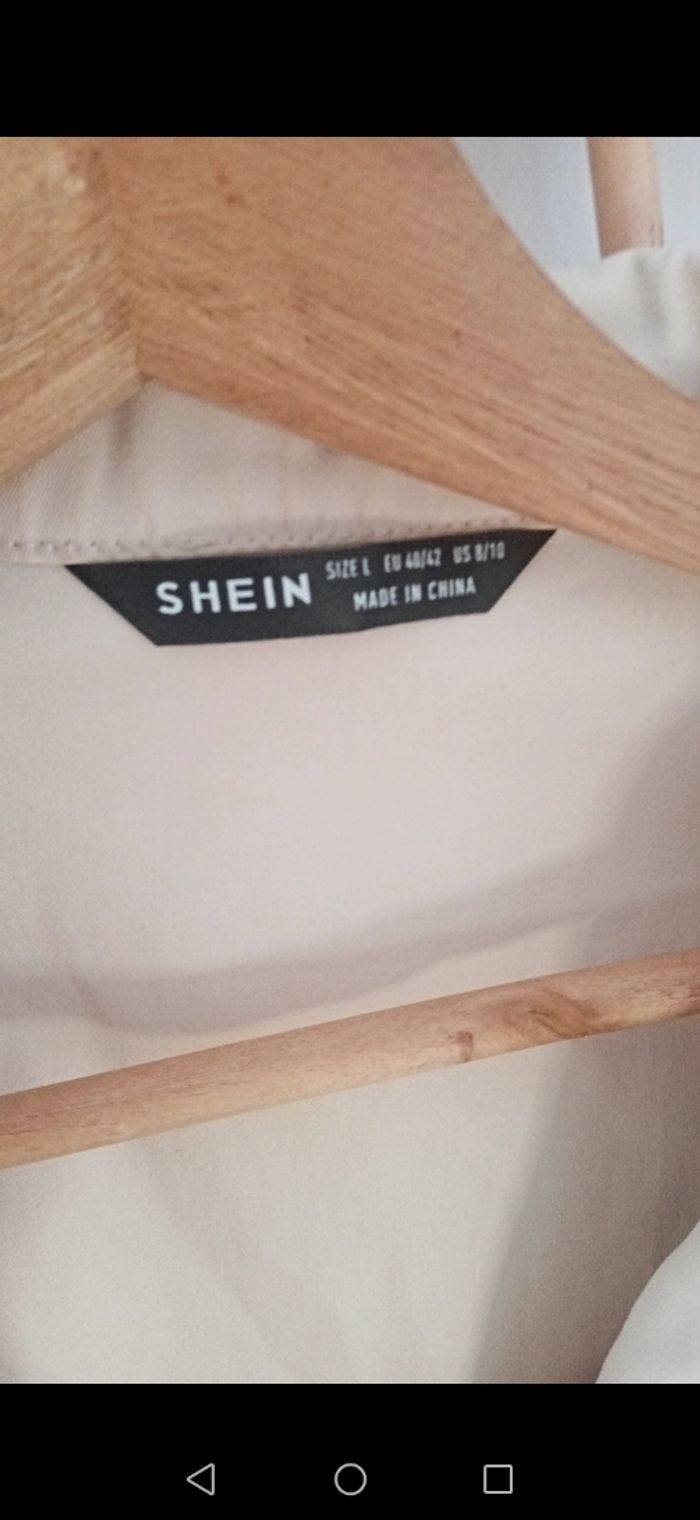 SHEIN
SIZE L EU 40/42 US 8/10
MADE IN CHINA